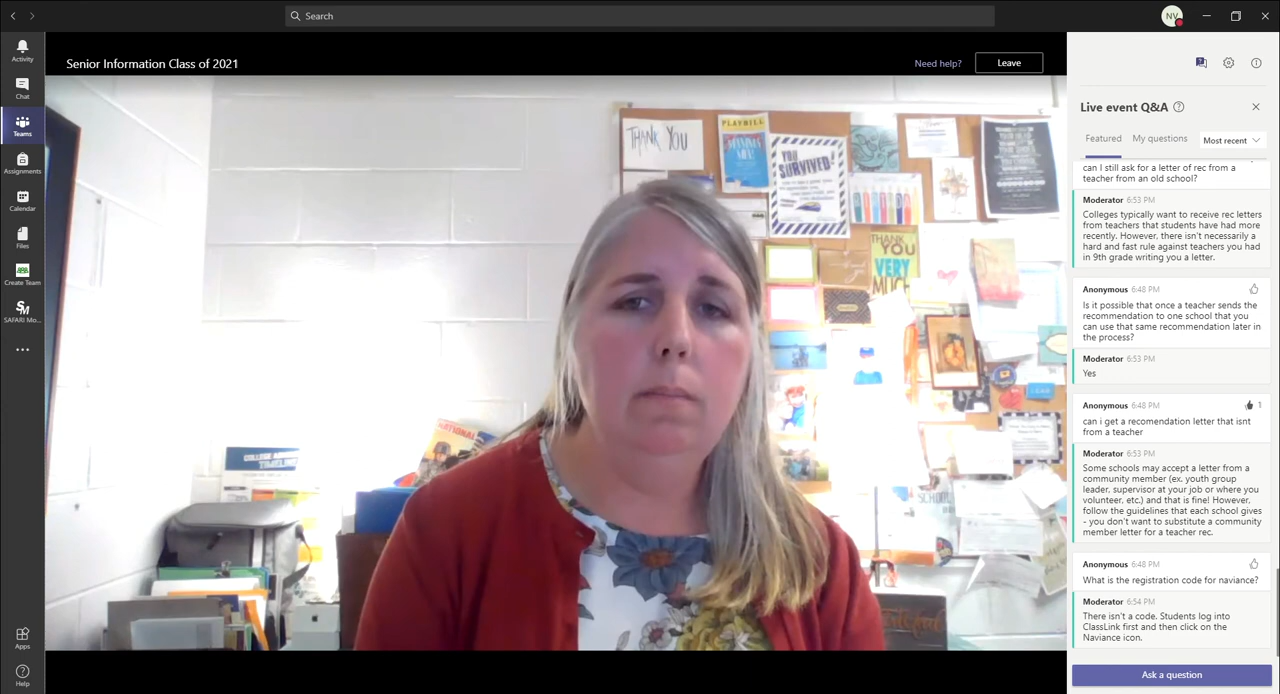 Search
NV
Activity
Chat
Teams
Assignments
Calendar
Files
Create Team
SAFARI Mo...
Apps
Help
Senior Information Class of 2021
Need help?
Leave
THANK YOU
PLAYBILL
MAMMA MIA!
YOU SURVIVED!
THANK YOU VERY MUCH
NATIONAL
COLLEGE
TIMELINE
SCHOOL
Live event Q&A
Featured
My questions
Most recent
can I still ask for a letter of rec from a
teacher from an old school?
Moderator 6:53 PM
Colleges typically want to receive rec letters
from teachers that students have had more
recently. However, there isn't necessarily a
hard and fast rule against teachers you had
in 9th grade writing you a letter.
Anonymous 6:48 PM
Is it possible that once a teacher sends the
recommendation to one school that you
can use that same recommendation later in
the process?
Moderator 6:53 PM
Yes
Anonymous 6:48 PM 1
can i get a recomendation letter that isnt
from a teacher
Moderator 6:53 PM
Some schools may accept a letter from a
community member (ex. youth group
leader, supervisor at your job or where you
volunteer, etc.) and that is fine! However,
follow the guidelines that each school gives
- you don't want to substitute a community
member letter for a teacher rec.
Anonymous 6:48 PM
What is the registration code for naviance?
Moderator 6:54 PM
There isn't a code. Students log into
ClassLink first and then click on the
Naviance icon.
Ask a question